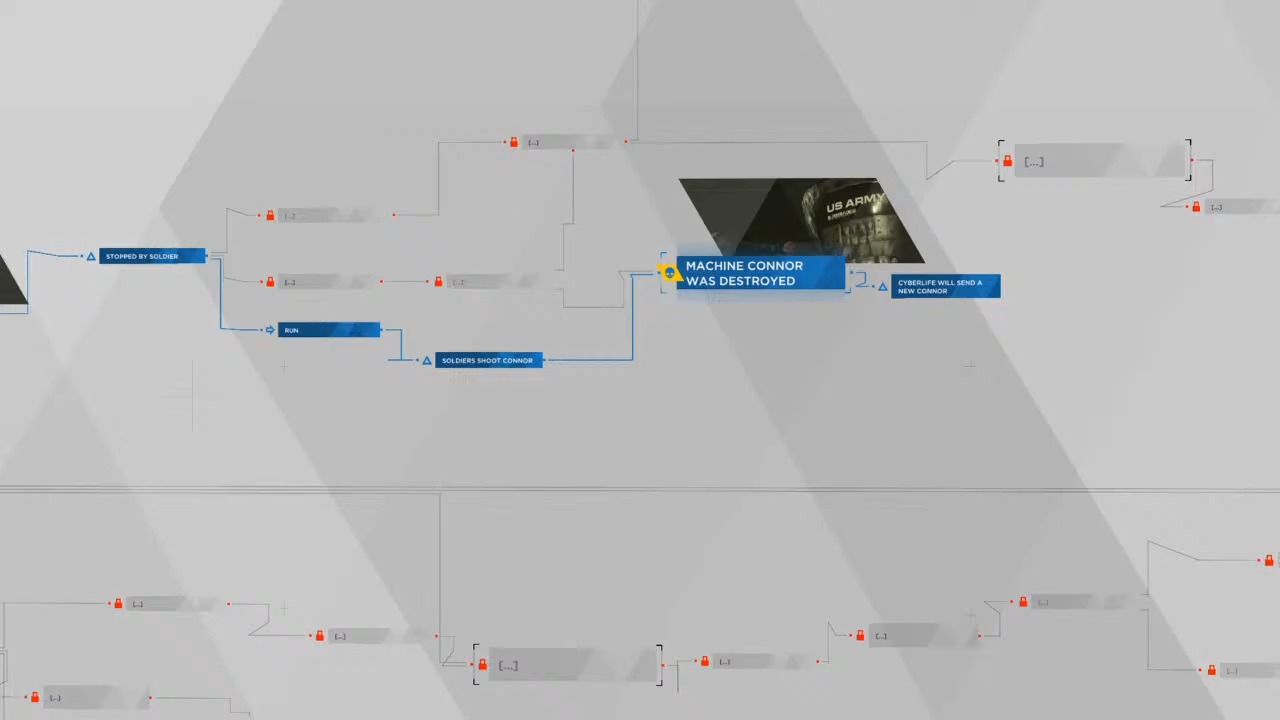 [...]
[...]
[...]
[...]
STOPPED BY SOLDIER
[...]
[...]
US ARMY
MACHINE CONNOR
WAS DESTROYED
CYBERLIFE WILL SEND A
NEW CONNOR
RUN
SOLDIERS SHOOT CONNOR
[...]
[...]
[...]
[...]
[...]
[...]
[...]
[...]